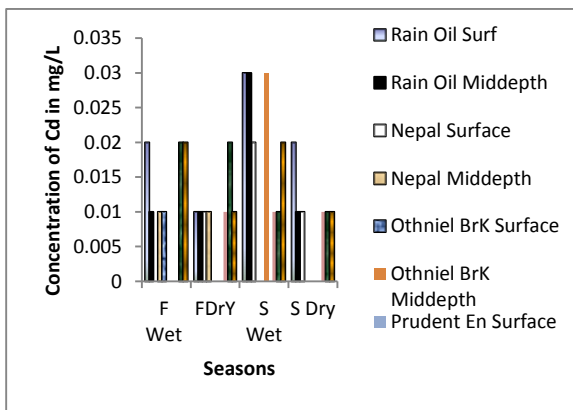 Concentration of Cd in mg/L
0.035
0.03
0.025
0.02
0.015
0.01
0.005
0
F Wet
FDrY
S Wet
S Dry
Seasons
Rain Oil Surf
Rain Oil Middepth
Nepal Surface
Nepal Middepth
Othniel BrK Surface
Othniel BrK
Middepth
Prudent En Surface